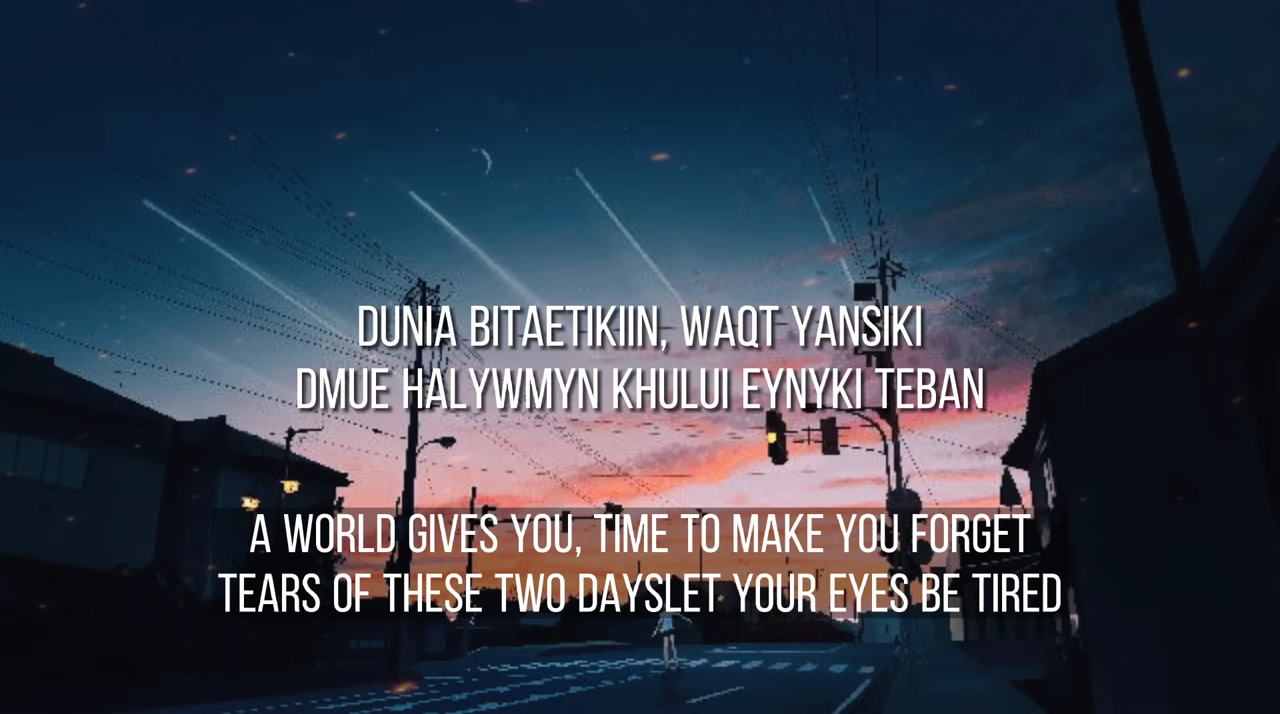 DUNIA BITAETIKIIN, WAQT YANSIKI
DMUE HALYWMYN KHULUI EYNYKI TEBAN
A WORLD GIVES YOU, TIME TO MAKE YOU FORGET
TEARS OF THESE TWO DAYSLET YOUR EYES BE TIRED